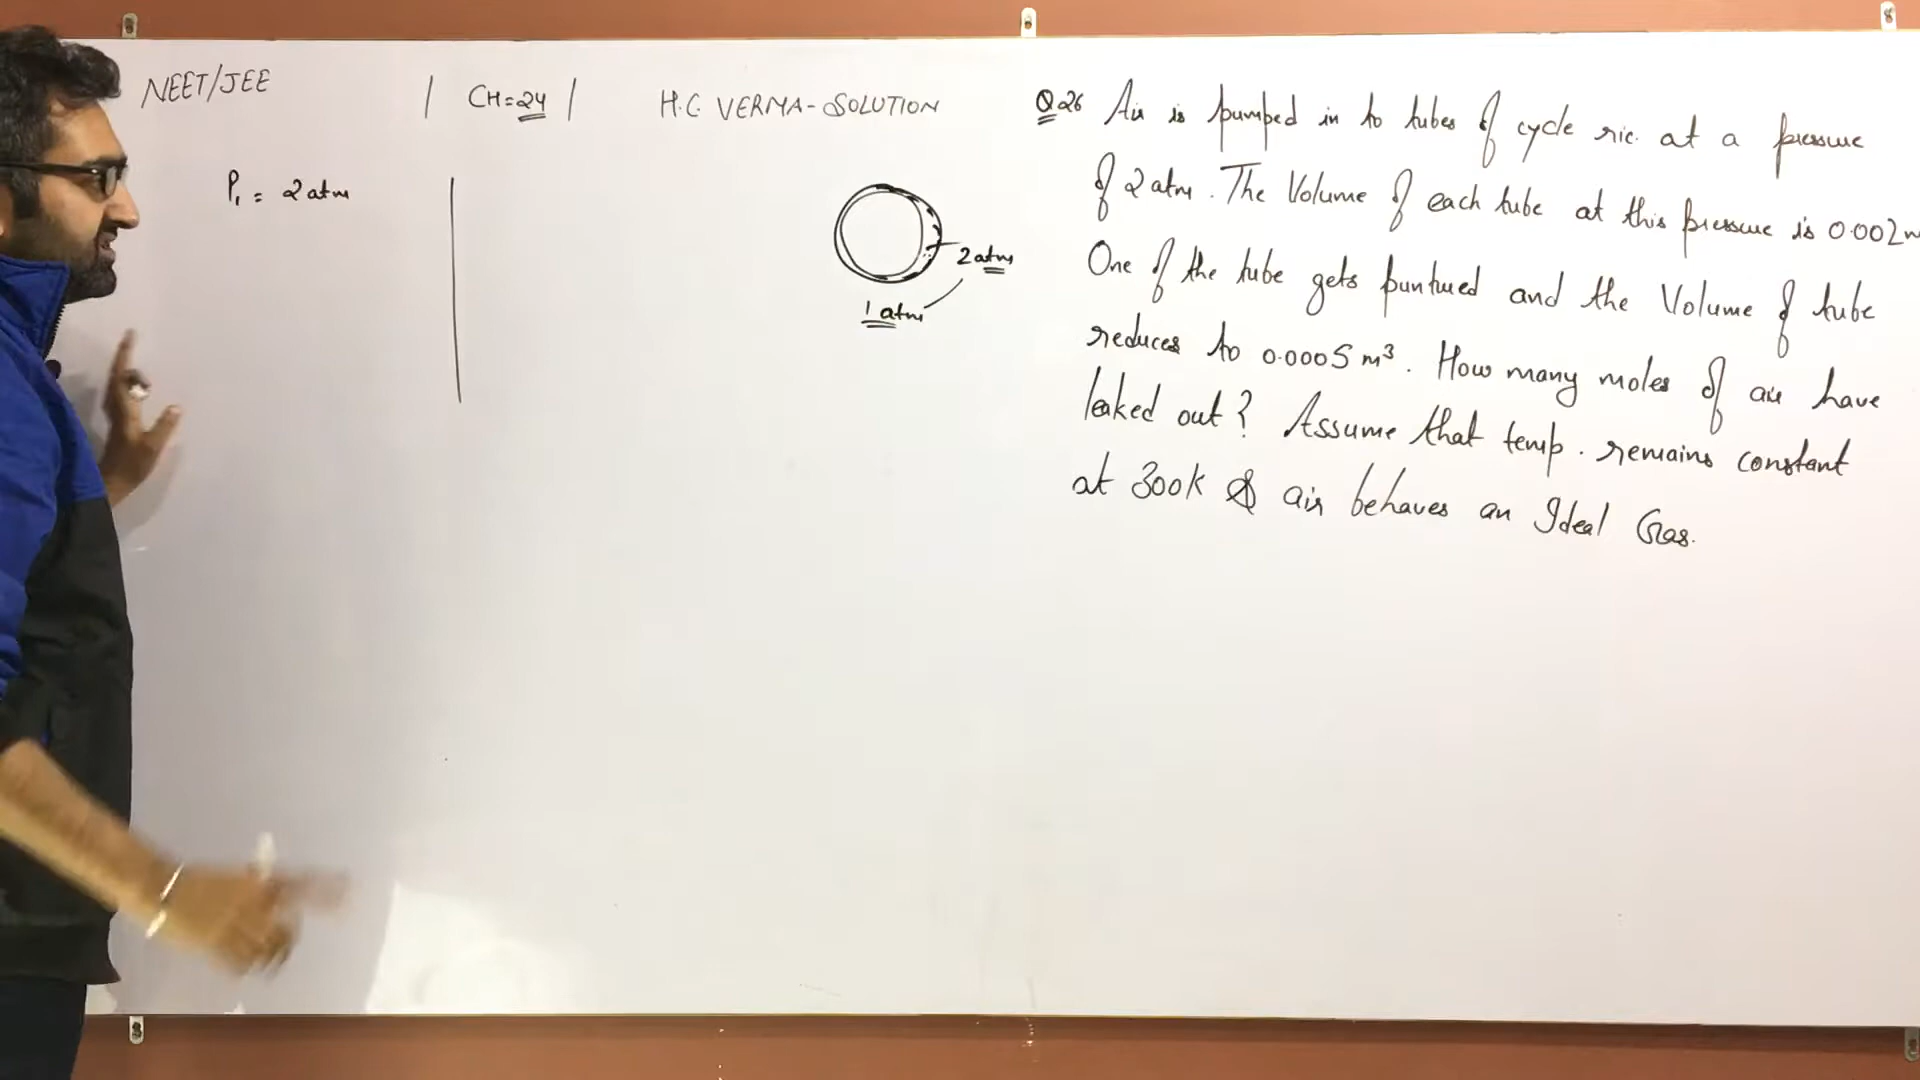 NEET/JEE | CH=24 | H.C VERMA-SOLUTION
P₁ = 2 atm
2 atm
1 atm
Q26 Air is pumped in to tubes of cycle ric. at a pressure
of 2 atm. The Volume of each tube at this pressure is 0.002m
One of the tube gets puntued and the Volume of tube
reduces to 0.0005 m³. How many moles of air have
leaked out? Assume that temp. remains constant
at 300k & air behaves an Ideal Gas.